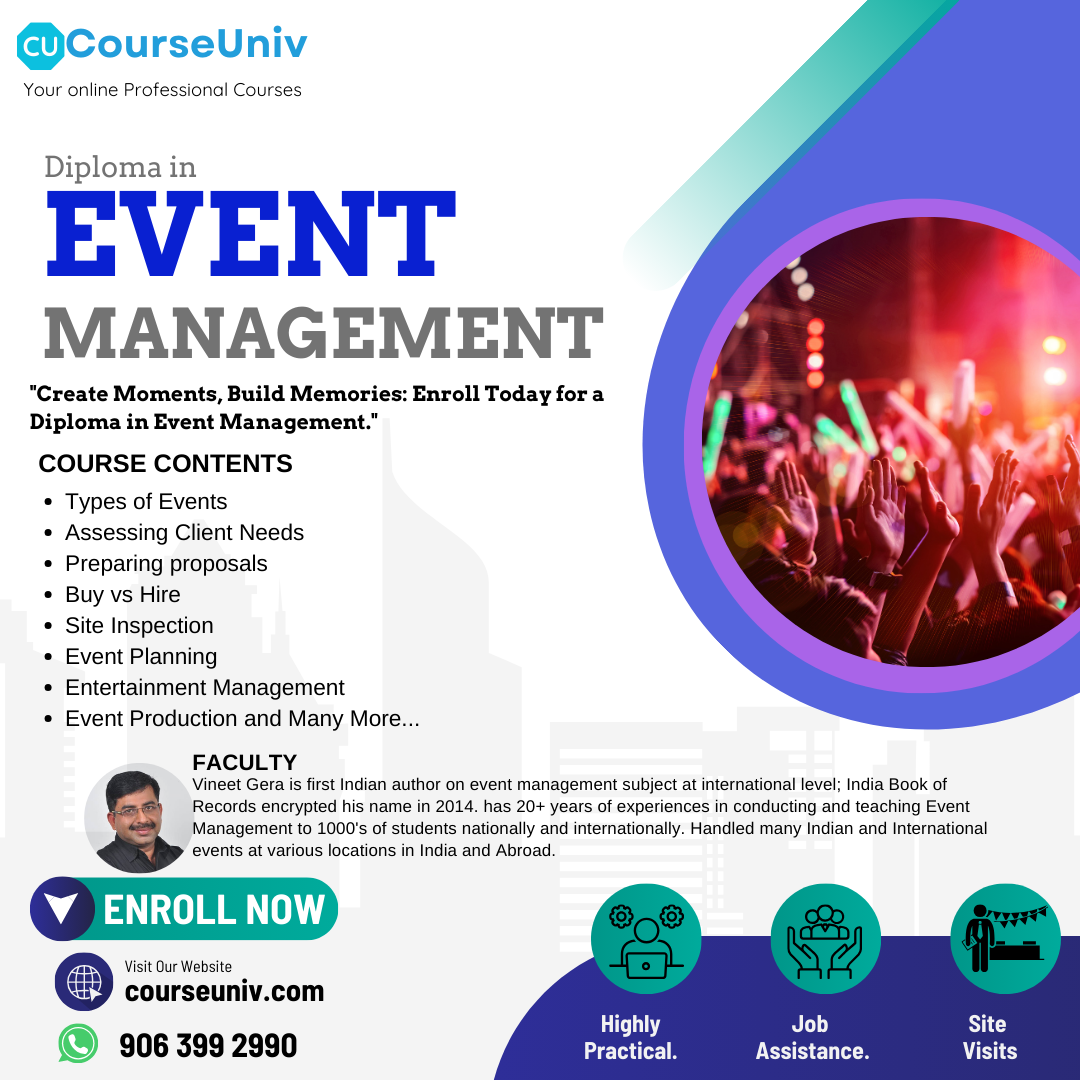 CU CourseUniv
Your online Professional Courses
Diploma in
EVENT
MANAGEMENT
"Create Moments, Build Memories: Enroll Today for a
Diploma in Event Management."
COURSE CONTENTS
• Types of Events
• Assessing Client Needs
• Preparing proposals
• Buy vs Hire
• Site Inspection
• Event Planning
• Entertainment Management
• Event Production and Many More...
FACULTY
Vineet Gera is first Indian author on event management subject at international level; India Book of
Records encrypted his name in 2014. has 20+ years of experiences in conducting and teaching Event
Management to 1000's of students nationally and internationally. Handled many Indian and International
events at various locations in India and Abroad.
ENROLL NOW
Visit Our Website
courseuniv.com
906 399 2990
Highly
Practical.
Job
Assistance.
Site
Visits